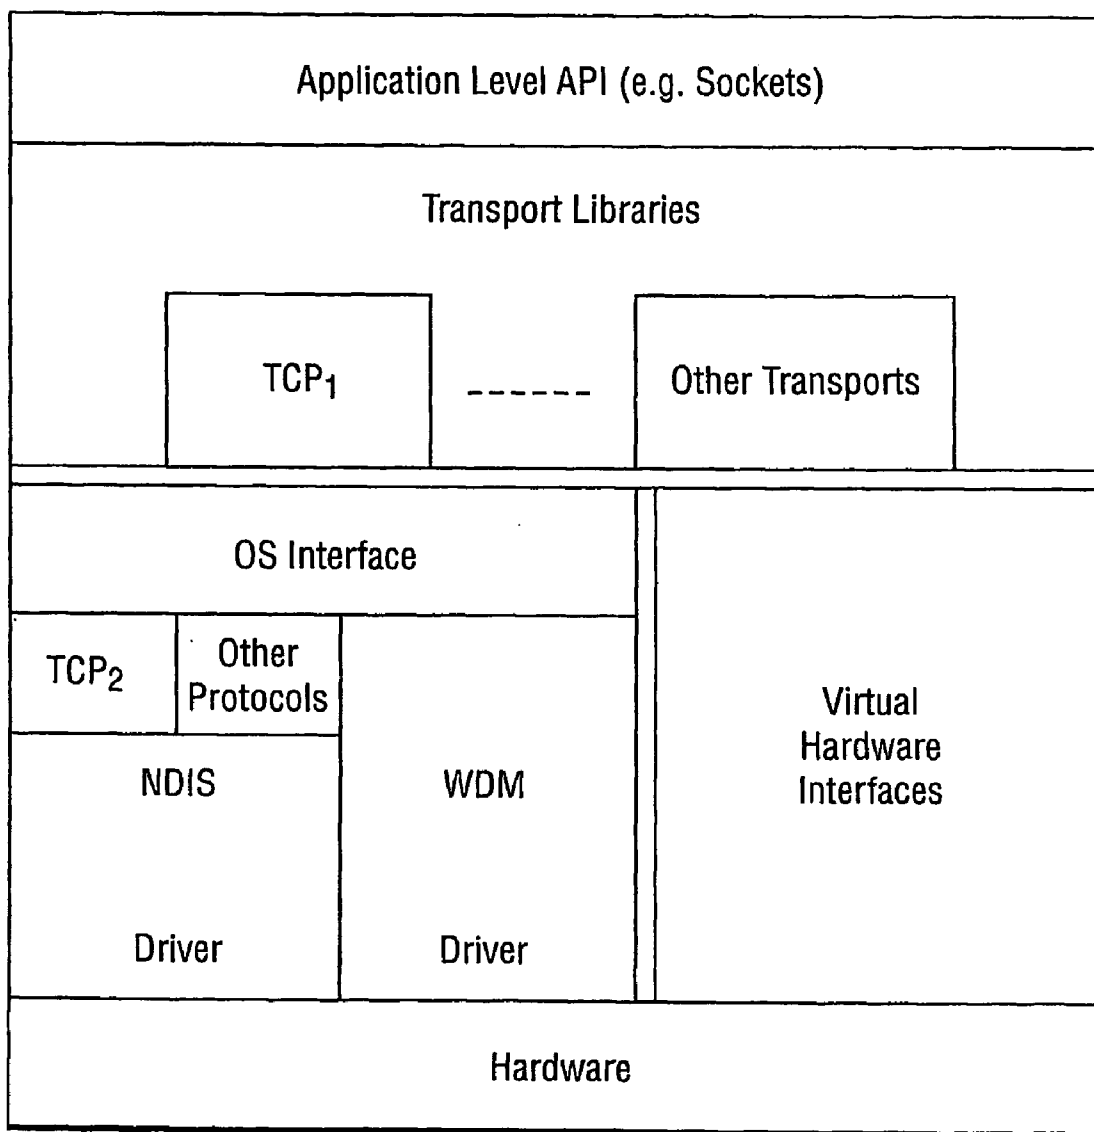 Application Level API (e.g. Sockets)
Transport Libraries
TCP₁
Other Transports
OS Interface
TCP₂
Other
Protocols
NDIS
WDM
Virtual
Hardware
Interfaces
Driver
Driver
Hardware